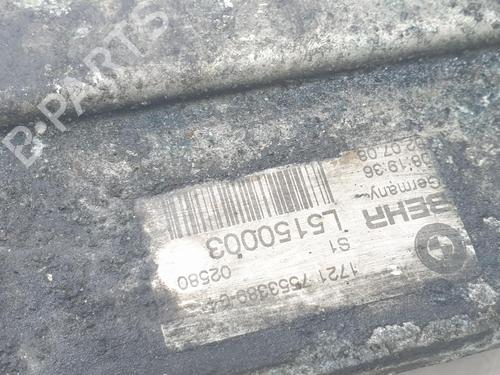 B-PARTS
1721 7553389-04
S1
02580
BEHR
L5150003
Germany
08:19:36
02.07.08